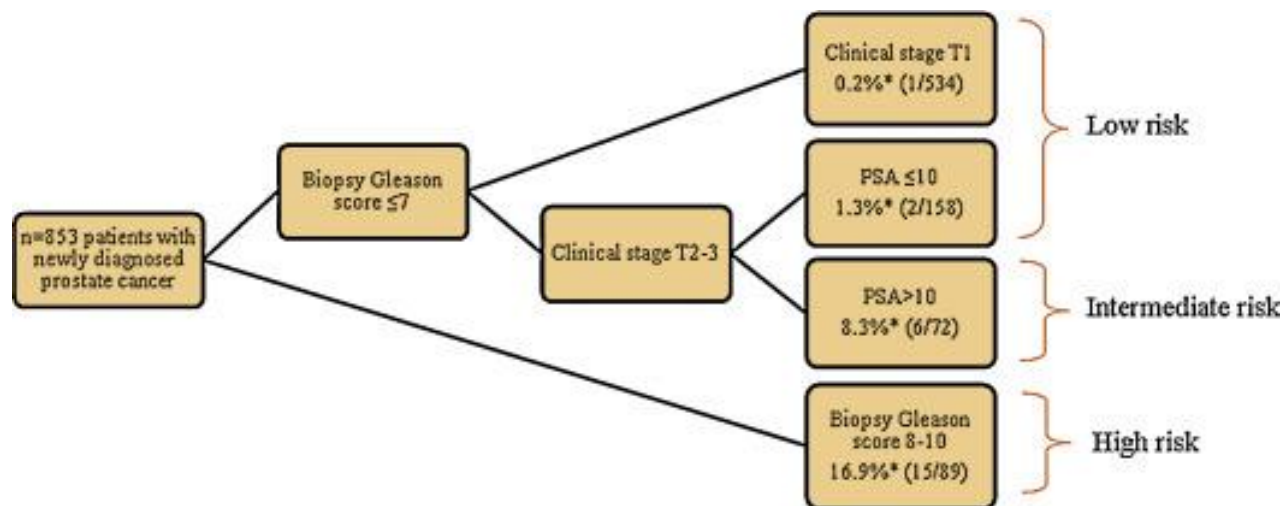 n=853 patients with
newly diagnosed
prostate cancer
Biopsy Gleason
score ≤7
Clinical stage T2-3
Clinical stage T1
0.2%* (1/534)
PSA ≤10
1.3%* (2/158)
PSA>10
8.3%* (6/72)
Biopsy Gleason
score 8-10
16.9%* (15/89)
Low risk
Intermediate risk
High risk